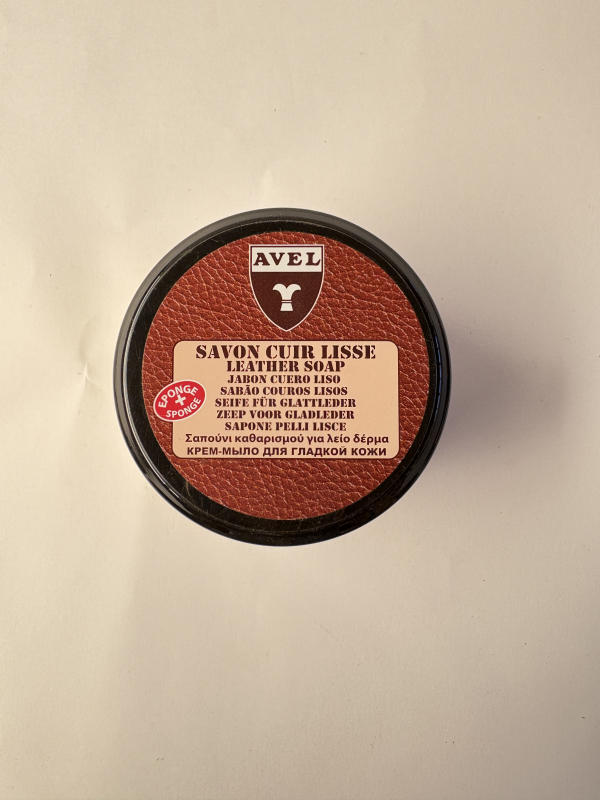 AVEL
SAVON CUIR LISSE
LEATHER SOAP
JABON CUERO LISO
SABÃO COUROS LISOS
SEIFE FÜR GLATTLEDER
ZEEP VOOR GLADLEDER
SAPONE PELLI LISCE
Σαπούνι καθαρισμού για λείο δέρμα
КРЕМ-МЫЛО ДЛЯ ГЛАДКОЙ КОЖИ
EPONGE
+
SPONGE